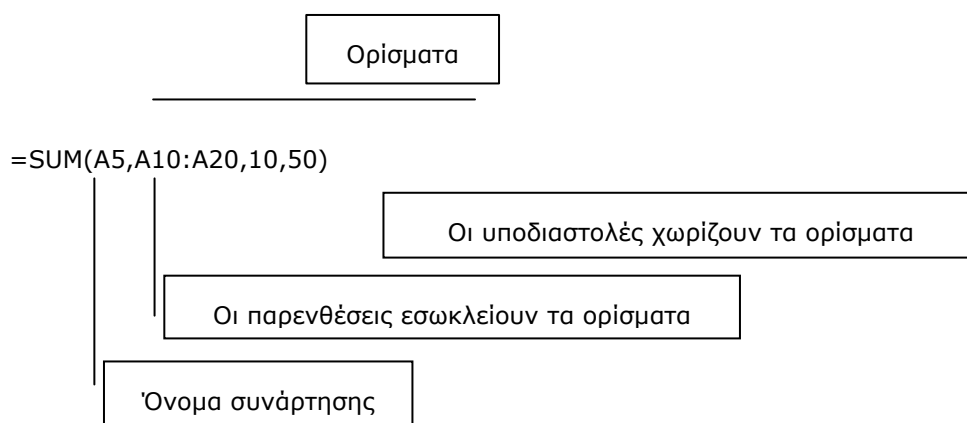 Ορίσματα
=SUM(A5,A10:A20,10,50)
Οι υποδιαστολές χωρίζουν τα ορίσματα
Οι παρενθέσεις εσωκλείουν τα ορίσματα
Όνομα συνάρτησης